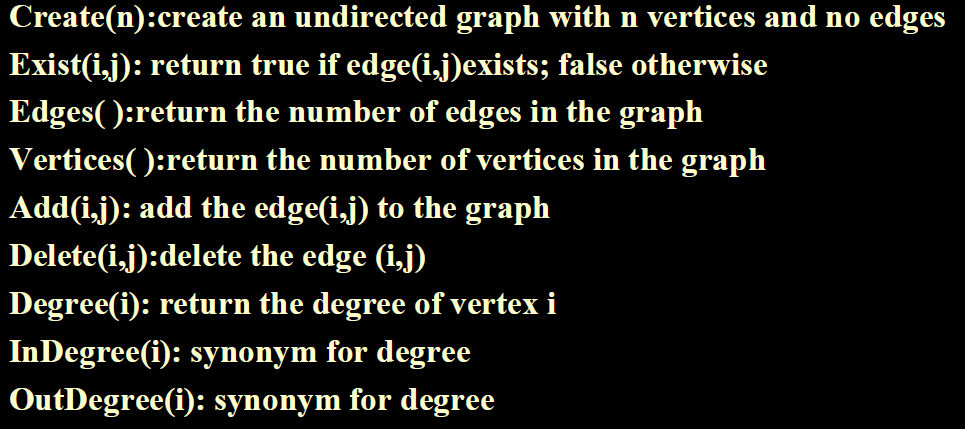 Create(n):create an undirected graph with n vertices and no edges
Exist(i,j): return true if edge(i,j)exists; false otherwise
Edges( ):return the number of edges in the graph
Vertices( ):return the number of vertices in the graph
Add(i,j): add the edge(i,j) to the graph
Delete(i,j):delete the edge (i,j)
Degree(i): return the degree of vertex i
InDegree(i): synonym for degree
OutDegree(i): synonym for degree